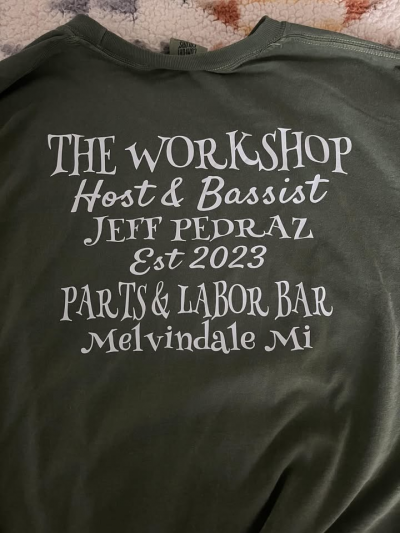 THE WORKSHOP
Host & Bassist
JEFF PEDRAZ
Est 2023
PARTS & LABOR BAR
Melvindale Mi